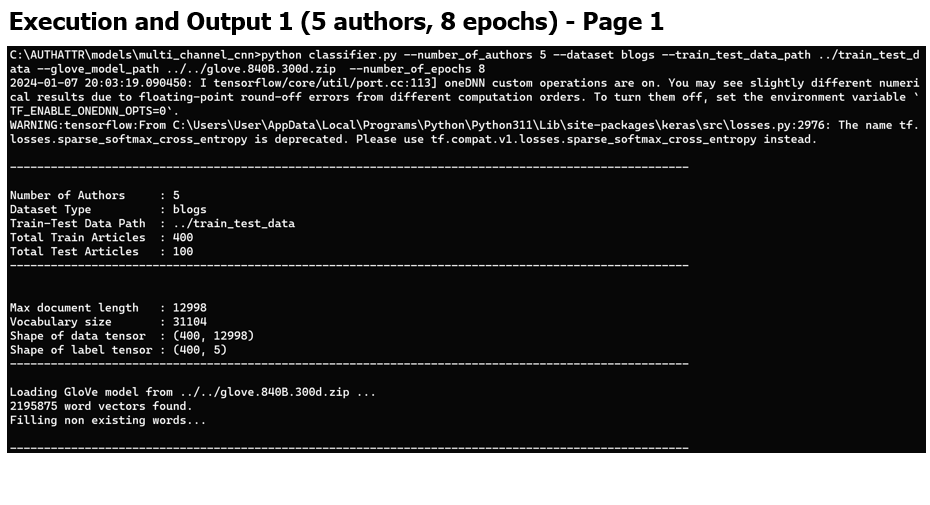 Execution and Output 1 (5 authors, 8 epochs) - Page 1
C:\AUTHATTR\models\multi_channel_cnn>python classifier.py --number_of_authors 5 --dataset blogs --train_test_data_path ../train_test_d
ata --glove_model_path ../../glove.840B.300d.zip  --number_of_epochs 8
2024-01-07 20:03:19.090450: I tensorflow/core/util/port.cc:113] oneDNN custom operations are on. You may see slightly different numeri
cal results due to floating-point round-off errors from different computation orders. To turn them off, set the environment variable `
TF_ENABLE_ONEDNN_OPTS=0`.
WARNING:tensorflow:From C:\Users\User\AppData\Local\Programs\Python\Python311\Lib\site-packages\keras\src\losses.py:2976: The name tf.
losses.sparse_softmax_cross_entropy is deprecated. Please use tf.compat.v1.losses.sparse_softmax_cross_entropy instead.
----------------------------------------------------------------------------------------------------
Number of Authors     : 5
Dataset Type          : blogs
Train-Test Data Path  : ../train_test_data
Total Train Articles  : 400
Total Test Articles   : 100
----------------------------------------------------------------------------------------------------
Max document length   : 12998
Vocabulary size       : 31104
Shape of data tensor  : (400, 12998)
Shape of label tensor : (400, 5)
----------------------------------------------------------------------------------------------------
Loading GloVe model from ../../glove.840B.300d.zip ...
2195875 word vectors found.
Filling non existing words...
----------------------------------------------------------------------------------------------------